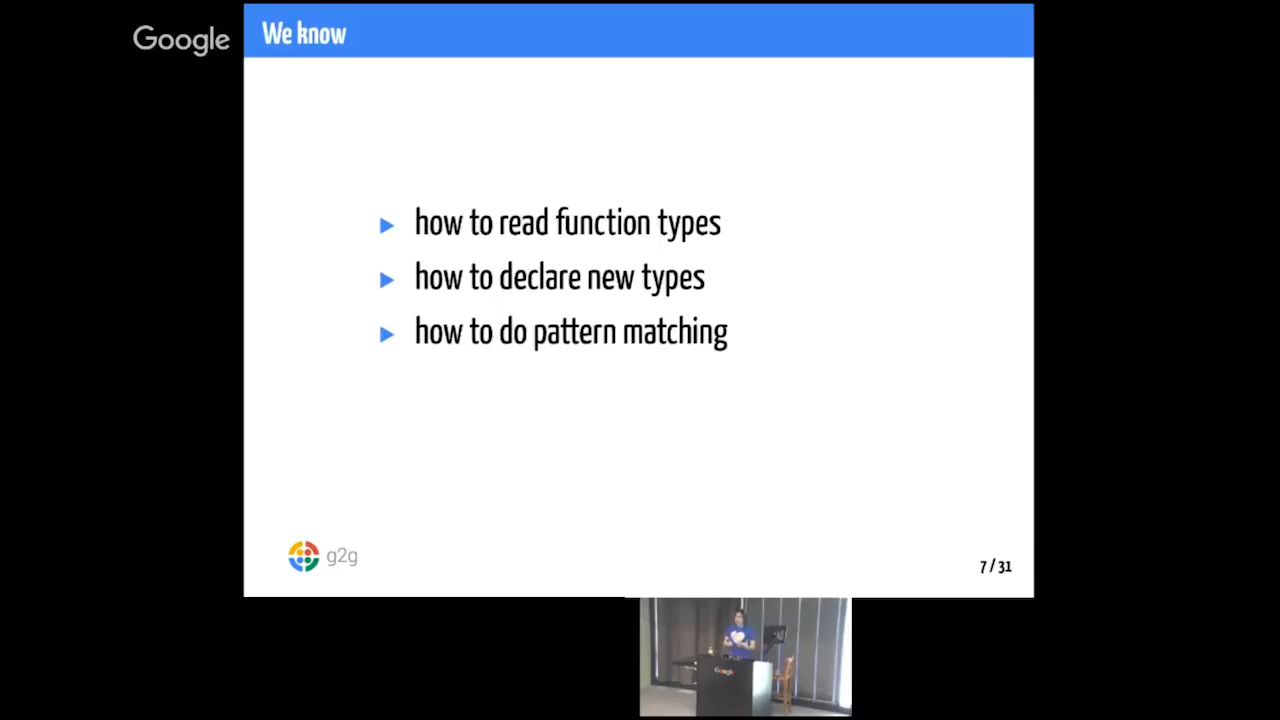 Google
We know
how to read function types
how to declare new types
how to do pattern matching
g2g
7 / 31
Google